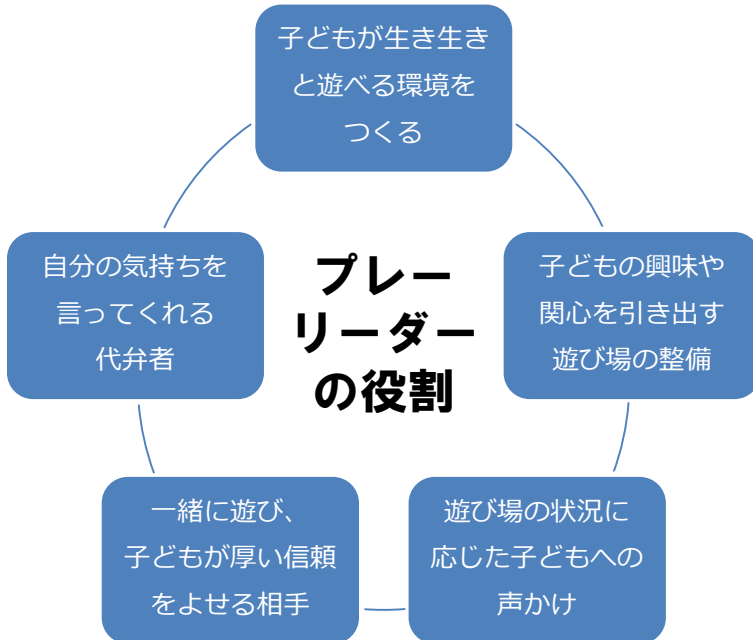 子どもが生き生き
と遊べる環境を
つくる
子どもの興味や
関心を引き出す
遊び場の整備
遊び場の状況に
応じた子どもへの
声かけ
一緒に遊び、
子どもが厚い信頼
をよせる相手
自分の気持ちを
言ってくれる
代弁者
プレー
リーダー
の役割